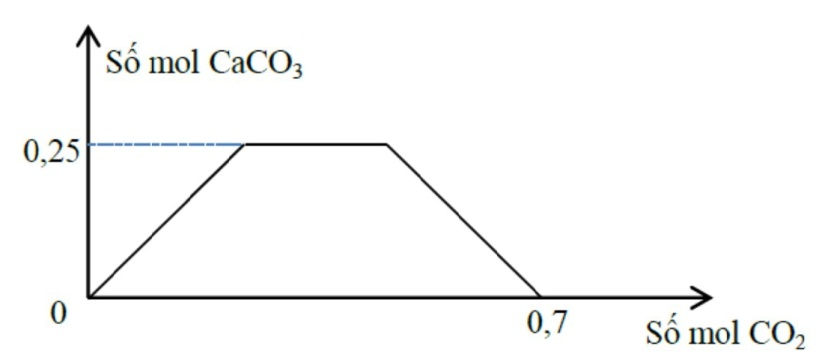 Số mol CaCO₃
0,25
0
0,7
Số mol CO₂